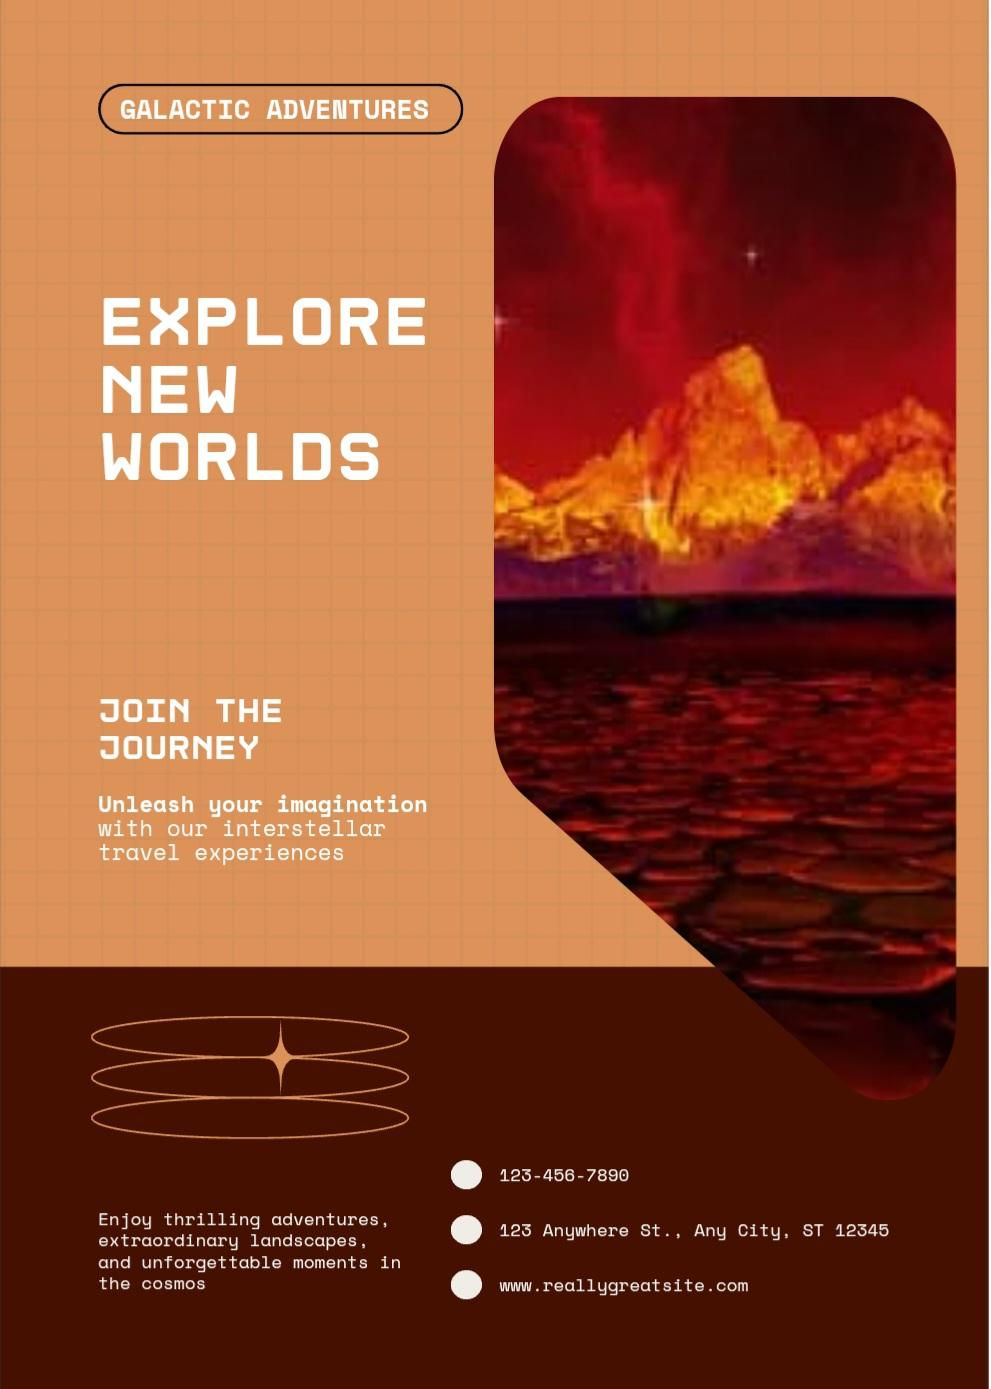 GALACTIC ADVENTURES
EXPLORE
NEW
WORLDS
JOIN THE
JOURNEY
Unleash your imagination
with our interstellar
travel experiences
Enjoy thrilling adventures,
extraordinary landscapes,
and unforgettable moments in
the cosmos
123-456-7890
123 Anywhere St., Any City, ST 12345
www.reallygreatsite.com